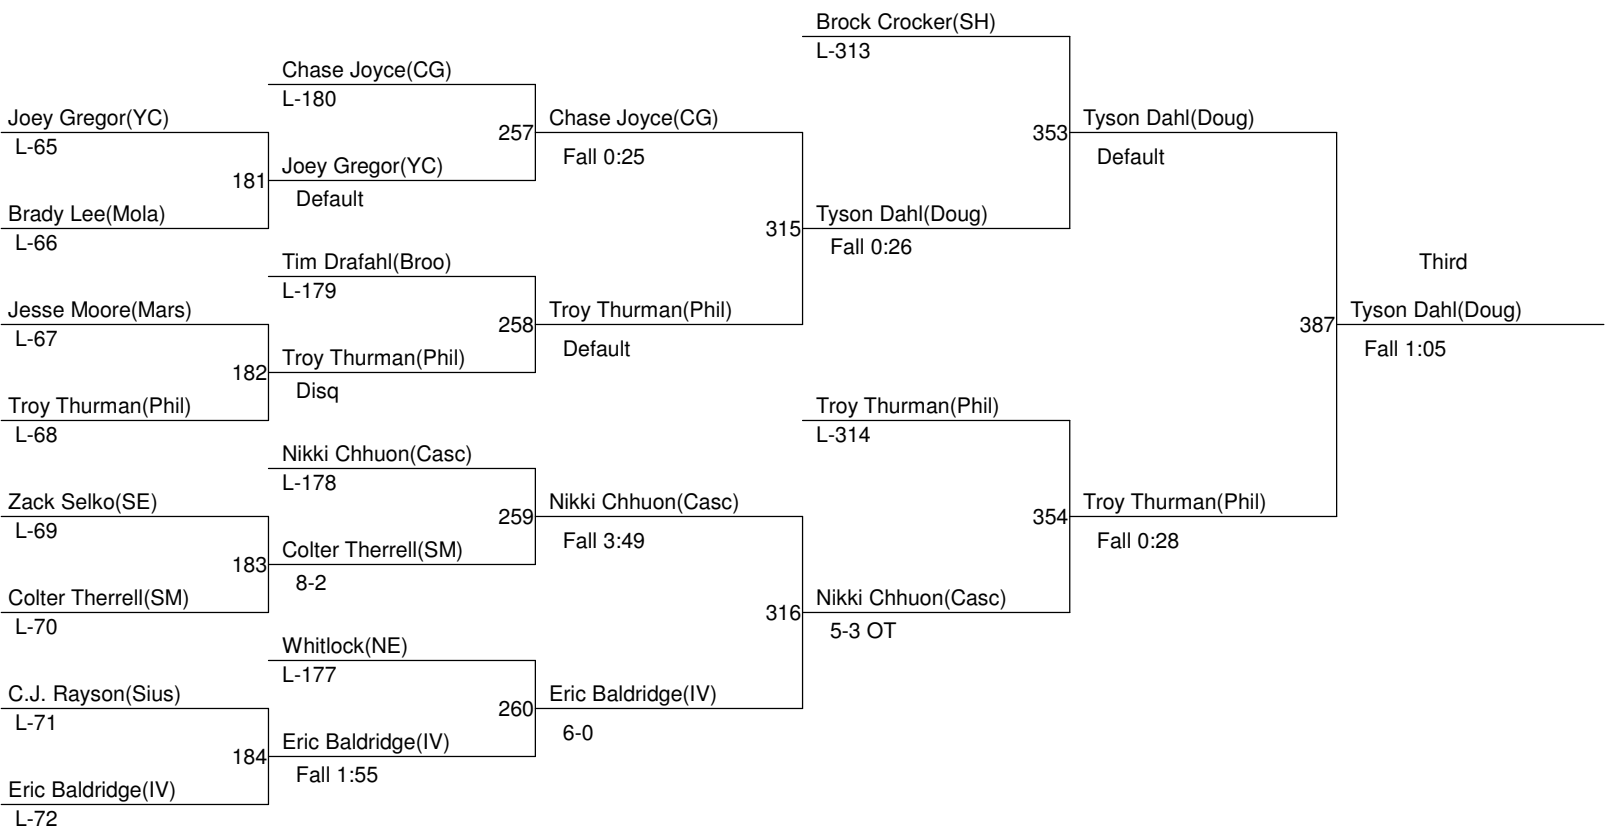 Brock Crocker(SH)
L-313
Chase Joyce(CG)
L-180
Joey Gregor(YC)
L-65
257
Chase Joyce(CG)
Fall 0:25
353
Tyson Dahl(Doug)
Default
181
Joey Gregor(YC)
Default
Brady Lee(Mola)
L-66
315
Tyson Dahl(Doug)
Fall 0:26
Tim Drafahl(Broo)
L-179
Third
Jesse Moore(Mars)
L-67
258
Troy Thurman(Phil)
Default
387
Tyson Dahl(Doug)
Fall 1:05
182
Troy Thurman(Phil)
Disq
Troy Thurman(Phil)
L-68
Troy Thurman(Phil)
L-314
Nikki Chhuon(Casc)
L-178
Zack Selko(SE)
L-69
259
Nikki Chhuon(Casc)
Fall 3:49
354
Troy Thurman(Phil)
Fall 0:28
183
Colter Therrell(SM)
8-2
Colter Therrell(SM)
L-70
316
Nikki Chhuon(Casc)
5-3 OT
Whitlock(NE)
L-177
C.J. Rayson(Sius)
L-71
260
Eric Baldridge(IV)
6-0
184
Eric Baldridge(IV)
Fall 1:55
Eric Baldridge(IV)
L-72